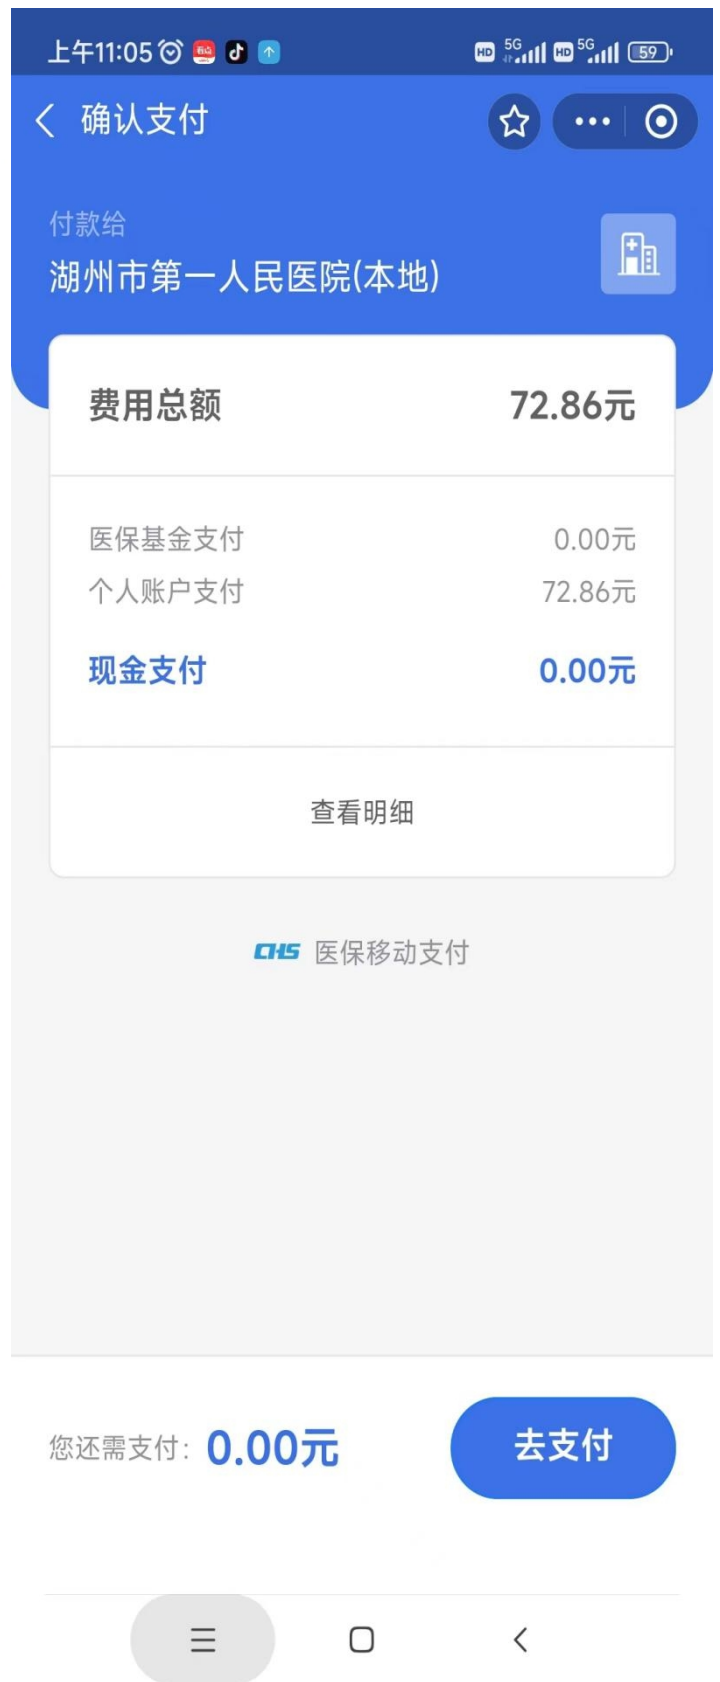 上午11:05
HD 5G HD 5G 59
确认支付
付款给
湖州市第一人民医院(本地)
费用总额 72.86元
医保基金支付 0.00元
个人账户支付 72.86元
现金支付 0.00元
查看明细
CHS 医保移动支付
您还需支付: 0.00元 去支付